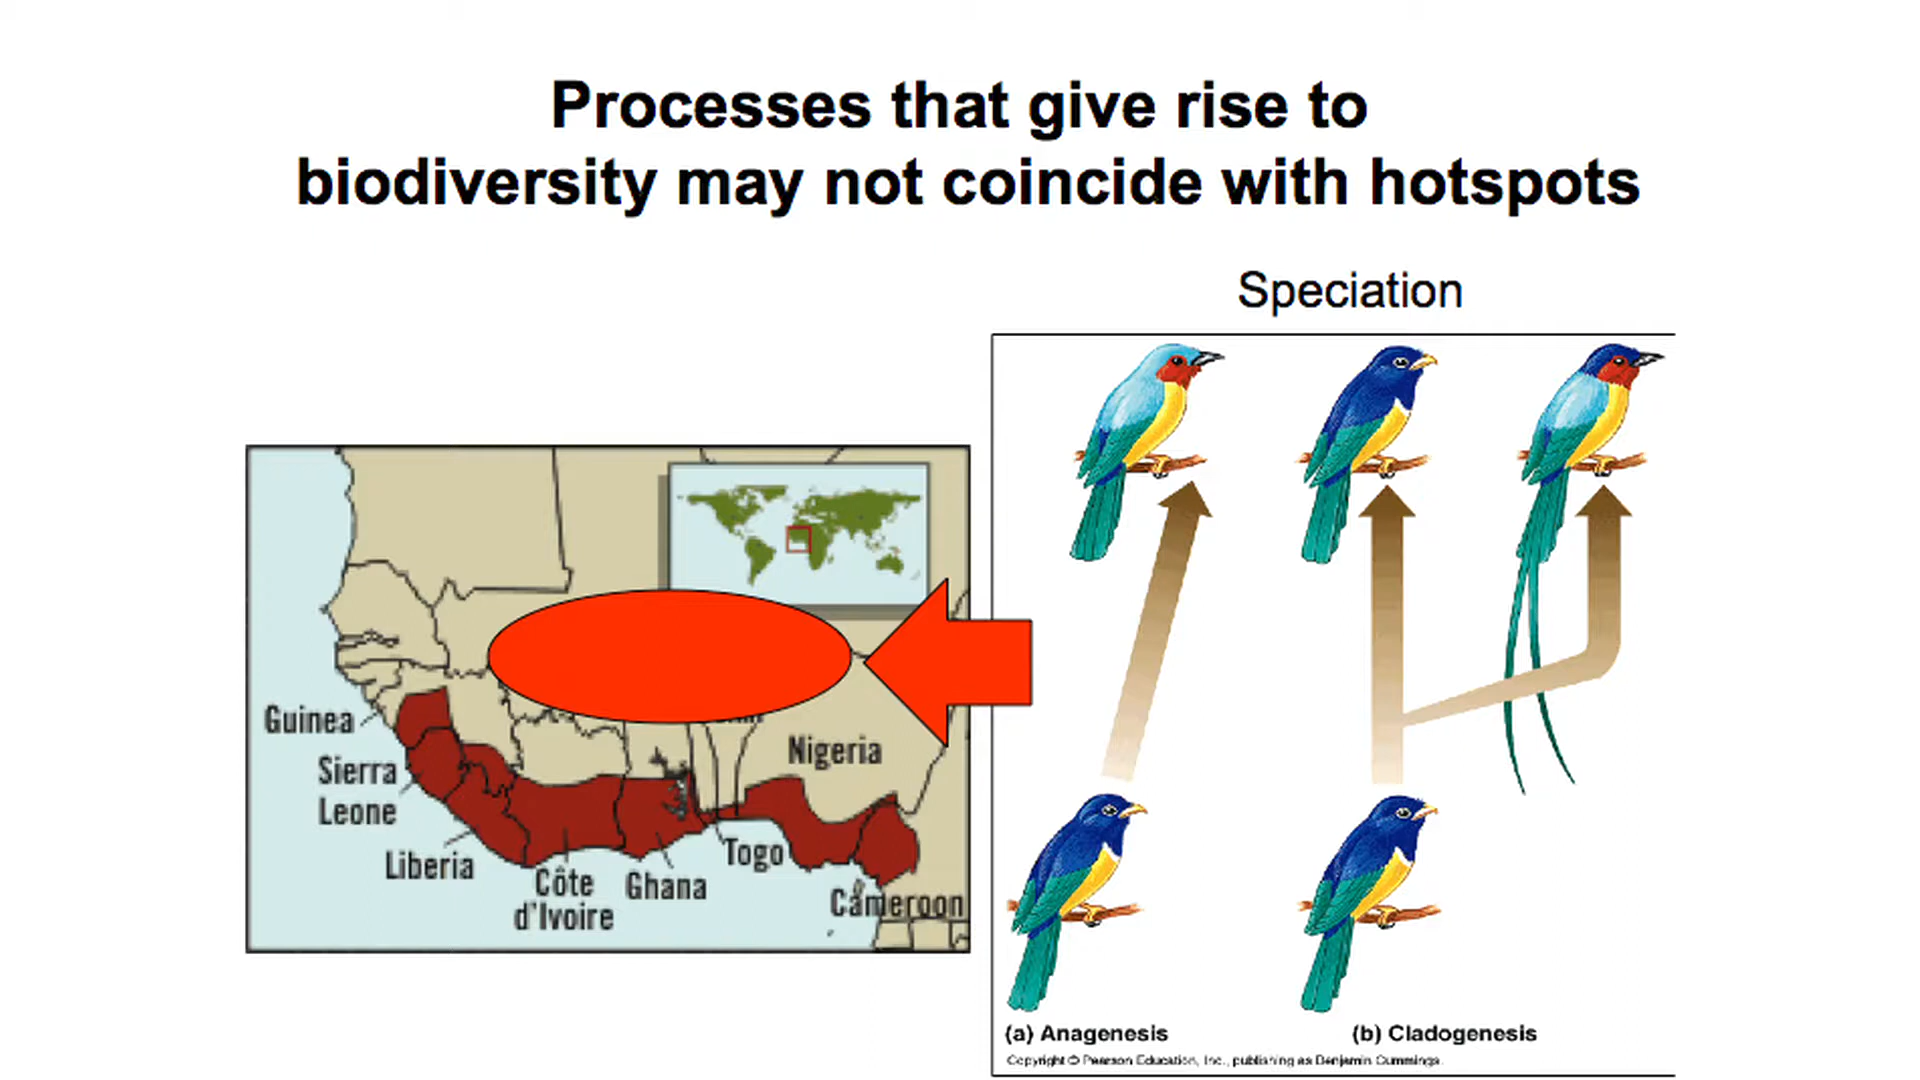 Processes that give rise to
biodiversity may not coincide with hotspots
Speciation
Guinea
Sierra
Leone
Liberia
Côte
d'Ivoire
Ghana
Togo
Nigeria
Cameroon
(a) Anagenesis
(b) Cladogenesis
Copyright © Pearson Education, Inc., publishing as Benjamin Cummings.